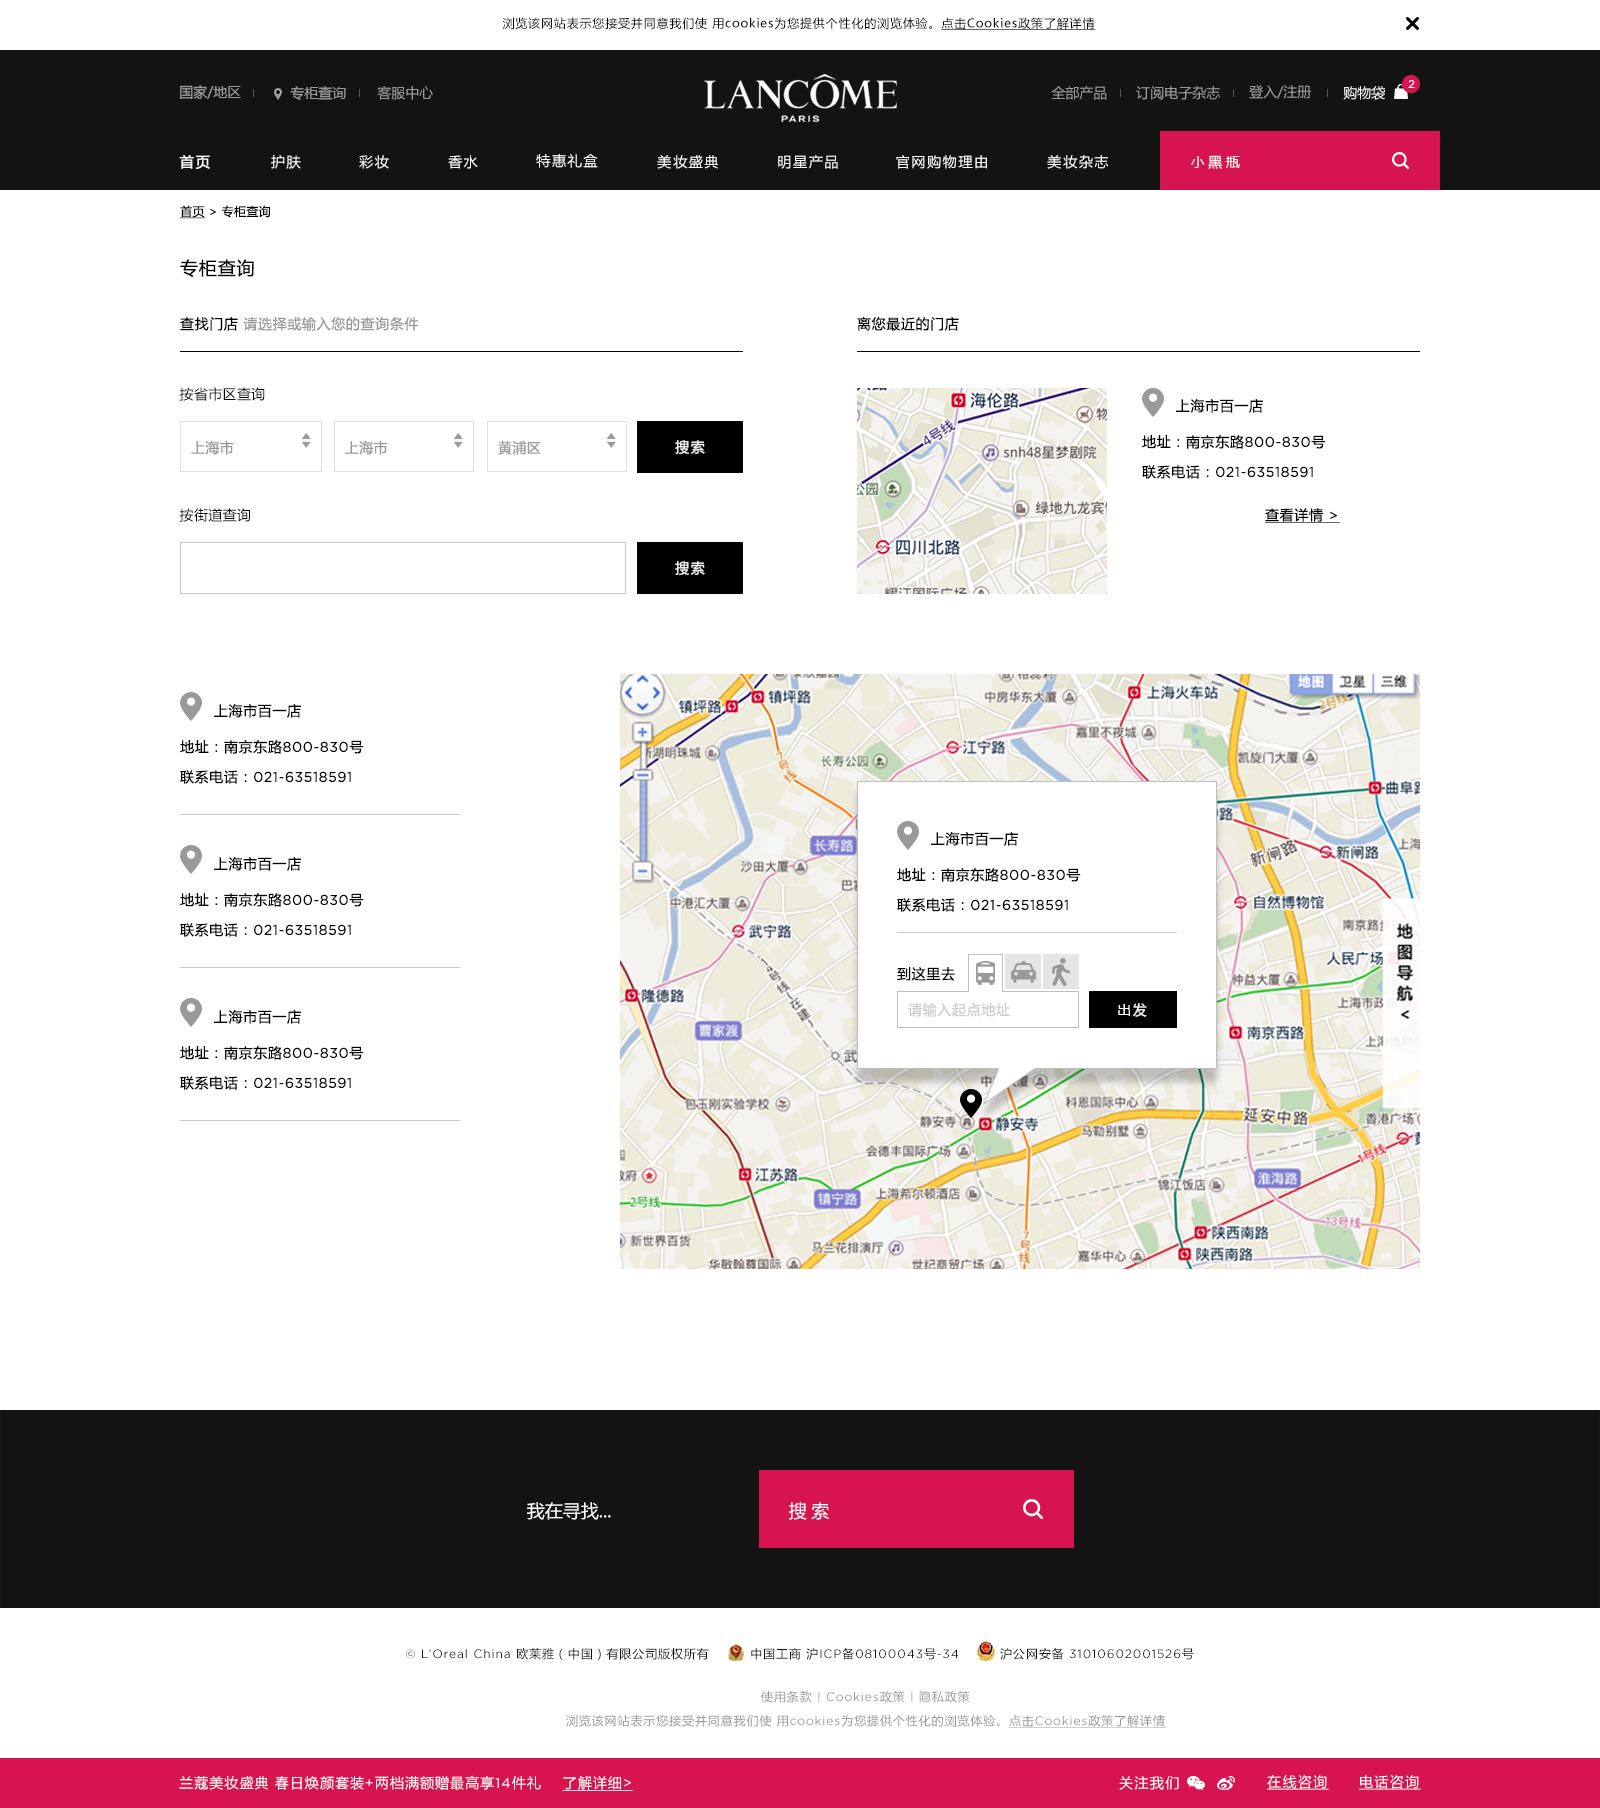 浏览该网站表示您接受并同意我们使 用cookies为您提供个性化的浏览体验。点击Cookies政策了解详情
国家/地区 专柜查询 客服中心
LANCÔME
PARIS
全部产品 订阅电子杂志 登入/注册 购物袋 2
首页 护肤 彩妆 香水 特惠礼盒 美妆盛典 明星产品 官网购物理由 美妆杂志 小黑瓶
首页 > 专柜查询
专柜查询
查找门店 请选择或输入您的查询条件
按省市区查询
上海市 上海市 黄浦区 搜索
按街道查询
搜索
离您最近的门店
海伦路
4号线
snh48星梦剧院
公园
绿地九龙宾
四川北路
上海市百一店
地址：南京东路800-830号
联系电话：021-63518591
查看详情 >
上海市百一店
地址：南京东路800-830号
联系电话：021-63518591
上海市百一店
地址：南京东路800-830号
联系电话：021-63518591
上海市百一店
地址：南京东路800-830号
联系电话：021-63518591
地图 卫星 三维
镇坪路 镇坪路
中房华东大厦
上海火车站
3号线
新湖明珠城
长寿公园
江宁路
嘉里不夜城
凯旋门大厦
曲阜路
长寿路
沙田大厦
新闸路 新闸路
中港汇大厦
武宁路
自然博物馆
南京路
人民广场
仲益大厦
隆德路
曹家渡
上海市政
南京西路
地图导航 <
上海市百一店
地址：南京东路800-830号
联系电话：021-63518591
到这里去
请输入起点地址 出发
包玉刚实验学校
静安寺
静安寺
科恩国际中心
马勒别墅
延安中路
香港广场
会德丰国际广场
1号线
江苏路
镇宁路
上海希尔顿酒店
锦江饭店
淮海路
2号线
13号线
新世界百货
马兰花排演厅
7号线
嘉华中心
陕西南路
陕西南路
华敏翰尊国际
世纪商贸广场
我在寻找...
搜索
© L'Oreal China 欧莱雅 ( 中国 ) 有限公司版权所有 中国工商 沪ICP备08100043号-34 沪公网安备 31010602001526号
使用条款 | Cookies政策 | 隐私政策
浏览该网站表示您接受并同意我们使 用cookies为您提供个性化的浏览体验。点击Cookies政策了解详情
兰蔻美妆盛典 春日焕颜套装+两档满额赠最高享14件礼 了解详细>
关注我们 在线咨询 电话咨询